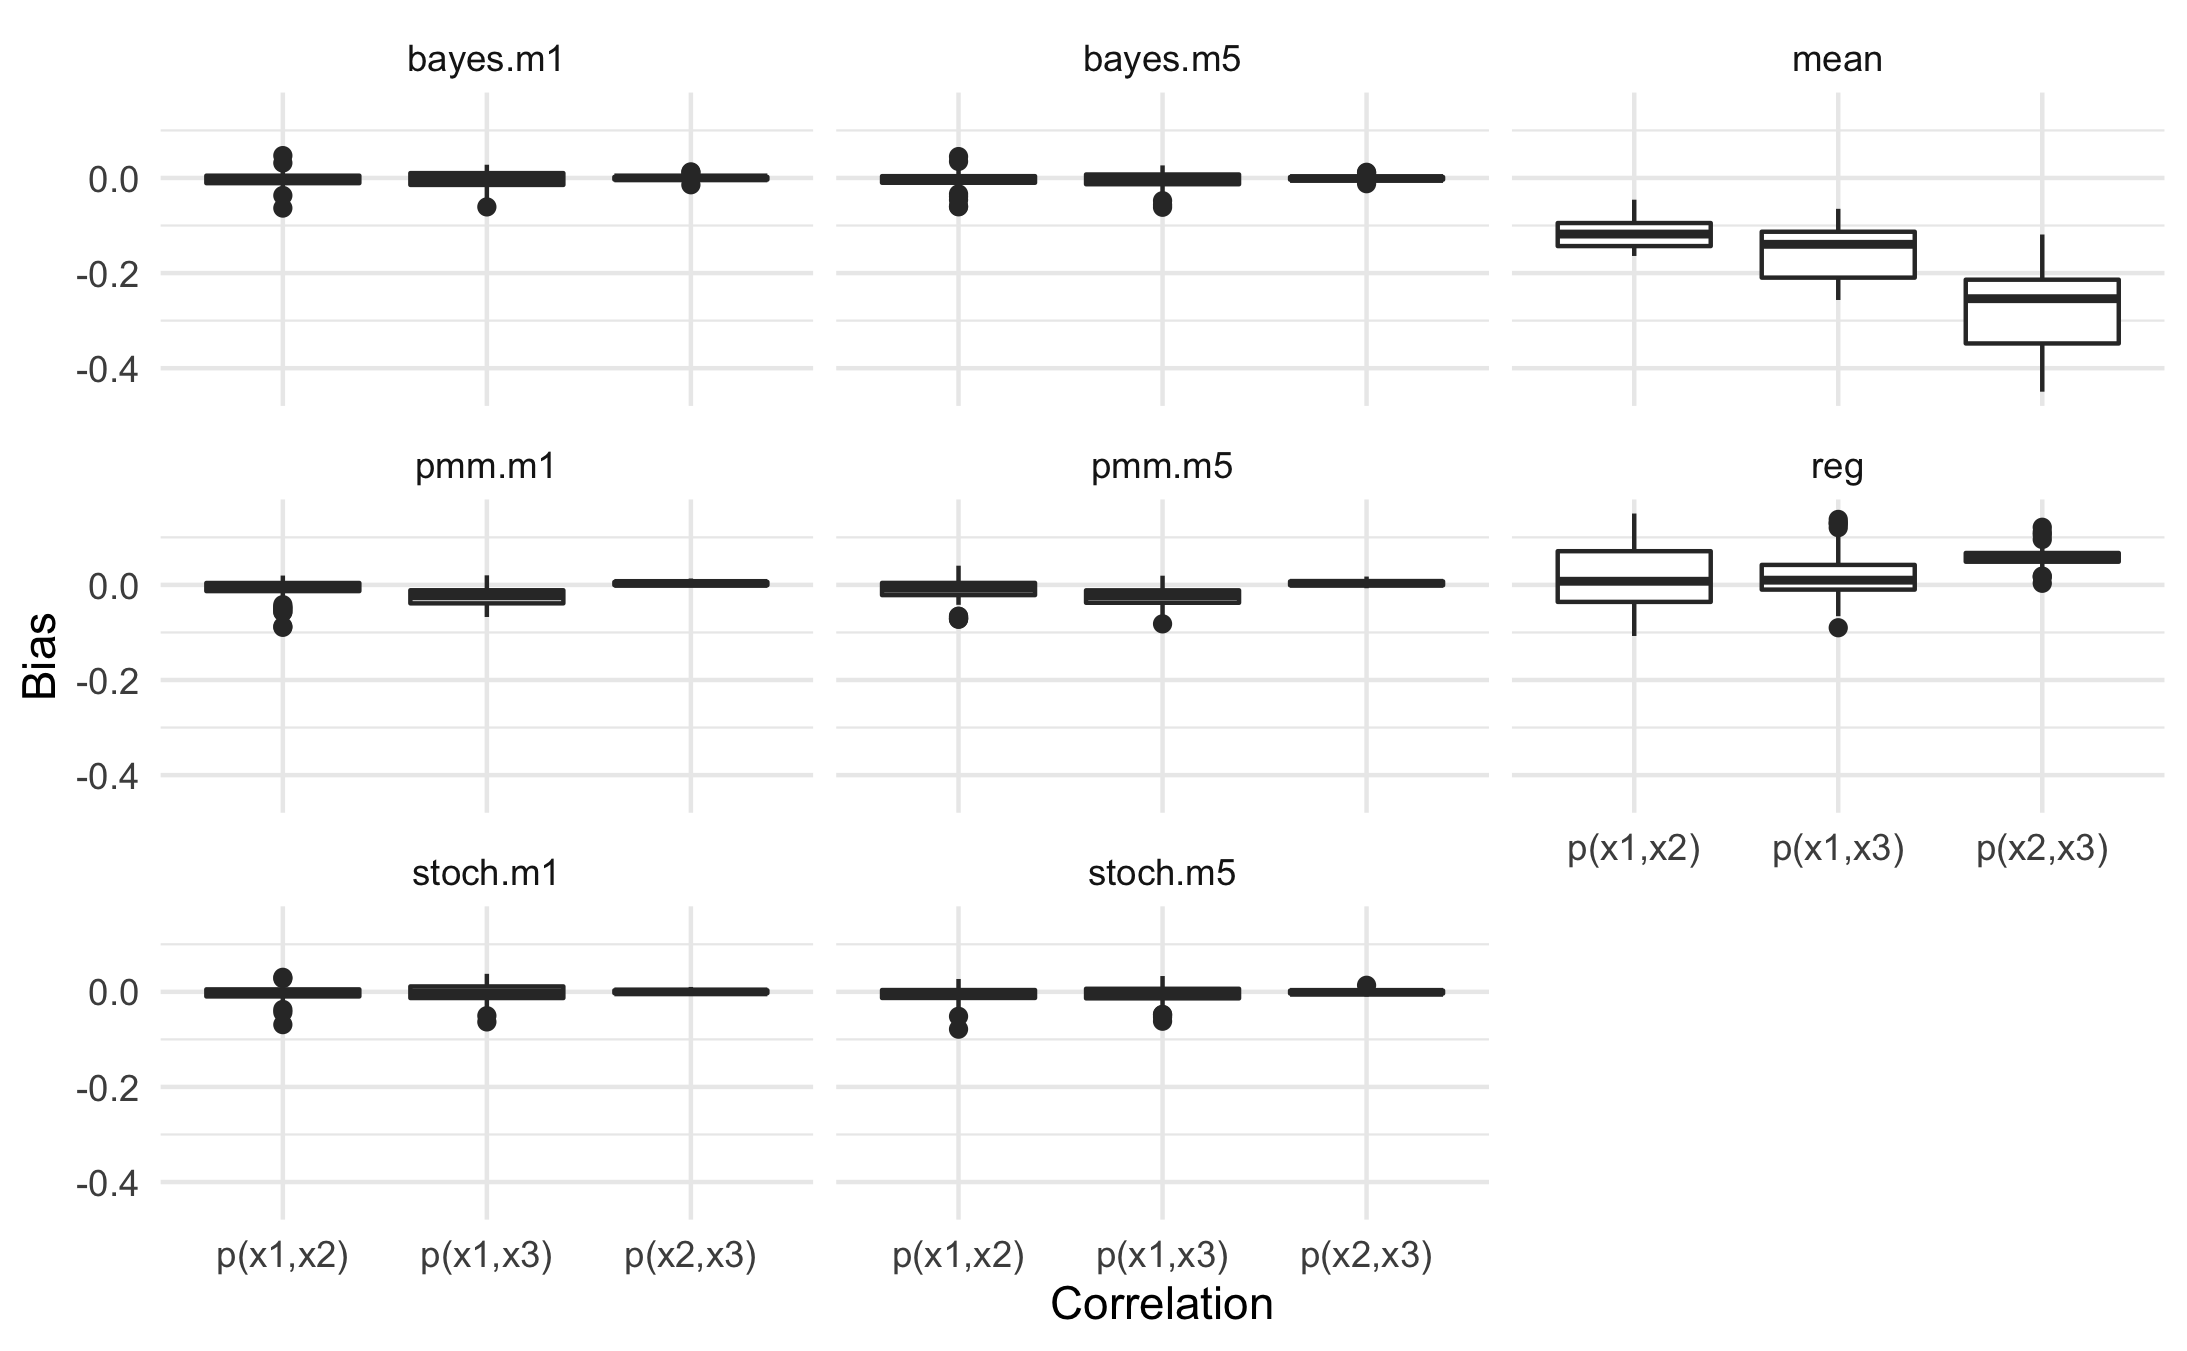 bayes.m1 bayes.m5 mean
0.0
-0.2
-0.4
pmm.m1 pmm.m5 reg
0.0
-0.2
-0.4
Bias
p(x1,x2) p(x1,x3) p(x2,x3)
stoch.m1 stoch.m5
0.0
-0.2
-0.4
p(x1,x2) p(x1,x3) p(x2,x3) p(x1,x2) p(x1,x3) p(x2,x3)
Correlation